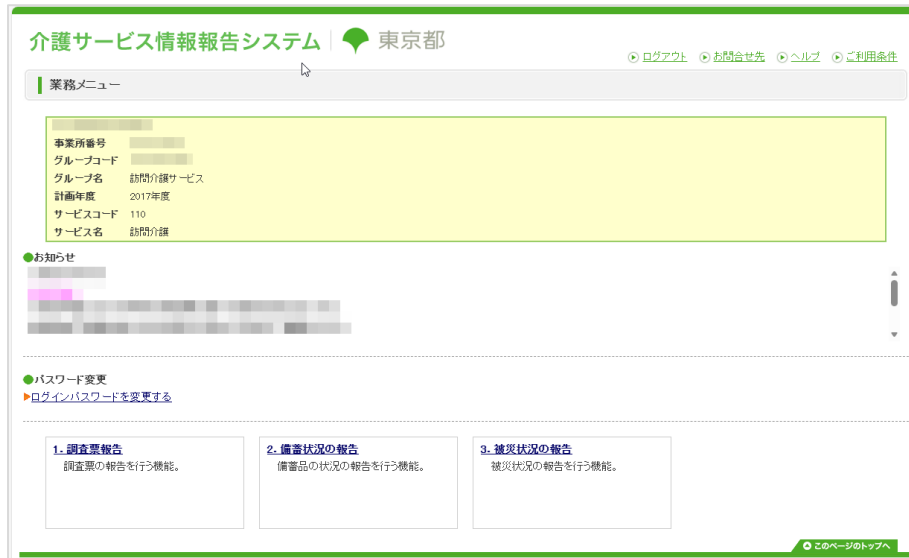 介護サービス情報報告システム 東京都
ログアウト お問合せ先 ヘルプ ご利用条件
業務メニュー
事業所番号
グループコード
グループ名 訪問介護サービス
計画年度 2017年度
サービスコード 110
サービス名 訪問介護
●お知らせ
●パスワード変更
▶ログインパスワードを変更する
1. 調査票報告
調査票の報告を行う機能。
2. 備蓄状況の報告
備蓄品の状況の報告を行う機能。
3. 被災状況の報告
被災状況の報告を行う機能。
このページのトップへ